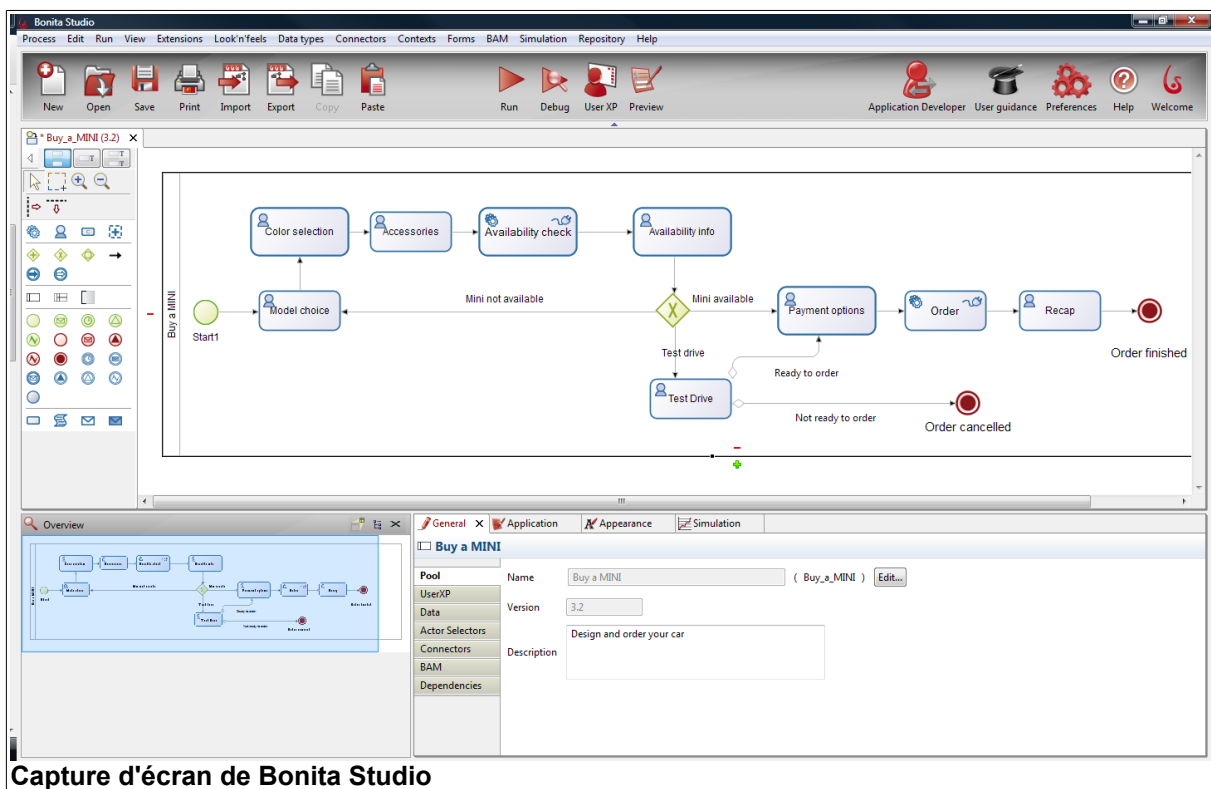 Bonita Studio
Process Edit Run View Extensions Look'n'feels Data types Connectors Contexts Forms BAM Simulation Repository Help
New Open Save Print Import Export Copy Paste Run Debug User XP Preview Application Developer User guidance Preferences Help Welcome
* Buy_a_MINI (3.2)
Buy a MINI
Color selection
Accessories
Availability check
Availability info
Start1
Model choice
Mini not available
Mini available
Payment options
Order
Recap
Order finished
Test drive
Ready to order
Test Drive
Not ready to order
Order cancelled
Overview
General Application Appearance Simulation
Buy a MINI
Pool
UserXP
Data
Actor Selectors
Connectors
BAM
Dependencies
Name Buy a MINI ( Buy_a_MINI ) Edit...
Version 3.2
Description Design and order your car
Capture d'écran de Bonita Studio